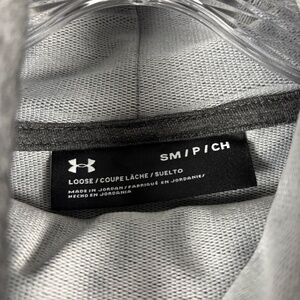 SM / P / CH
LOOSE / COUPE LÂCHE / SUELTO
MADE IN JORDAN / FABRIQUÉ EN JORDANIE/
HECHO EN JORDANIA